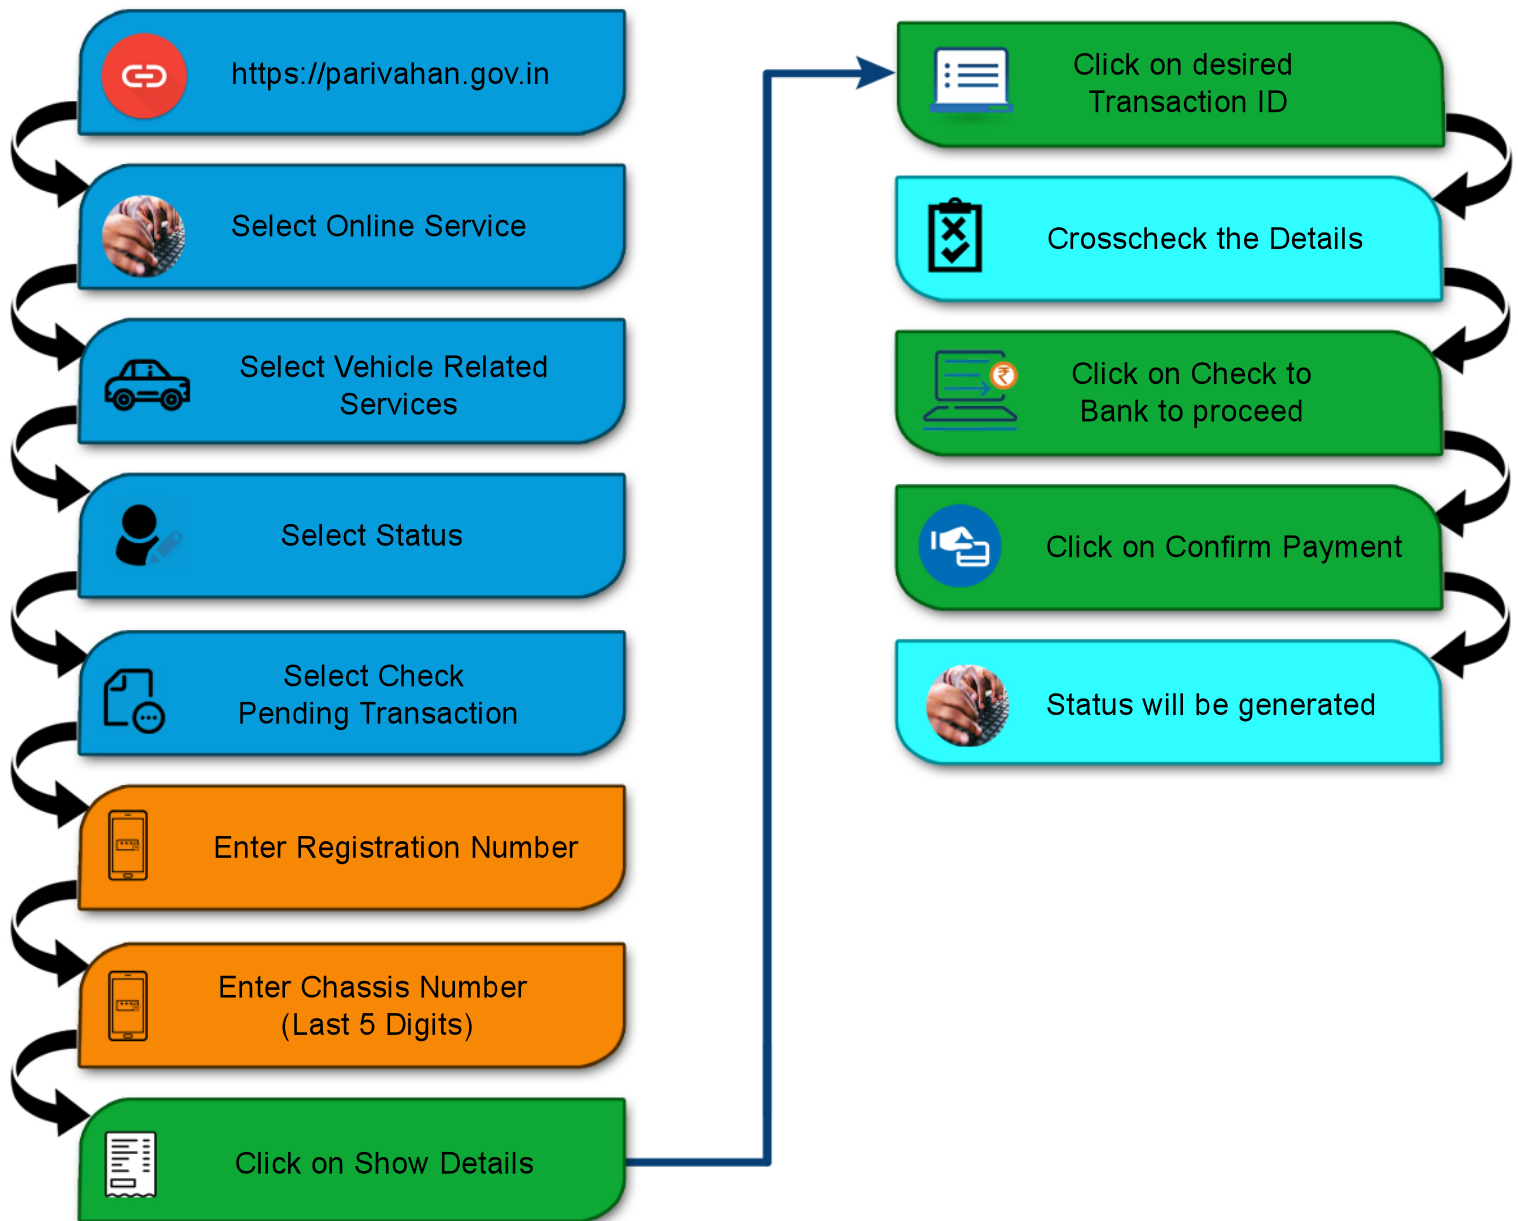 https://parivahan.gov.in
Select Online Service
Select Vehicle Related
Services
Select Status
Select Check
Pending Transaction
Enter Registration Number
Enter Chassis Number
(Last 5 Digits)
Click on Show Details
Click on desired
Transaction ID
Crosscheck the Details
Click on Check to
Bank to proceed
Click on Confirm Payment
Status will be generated